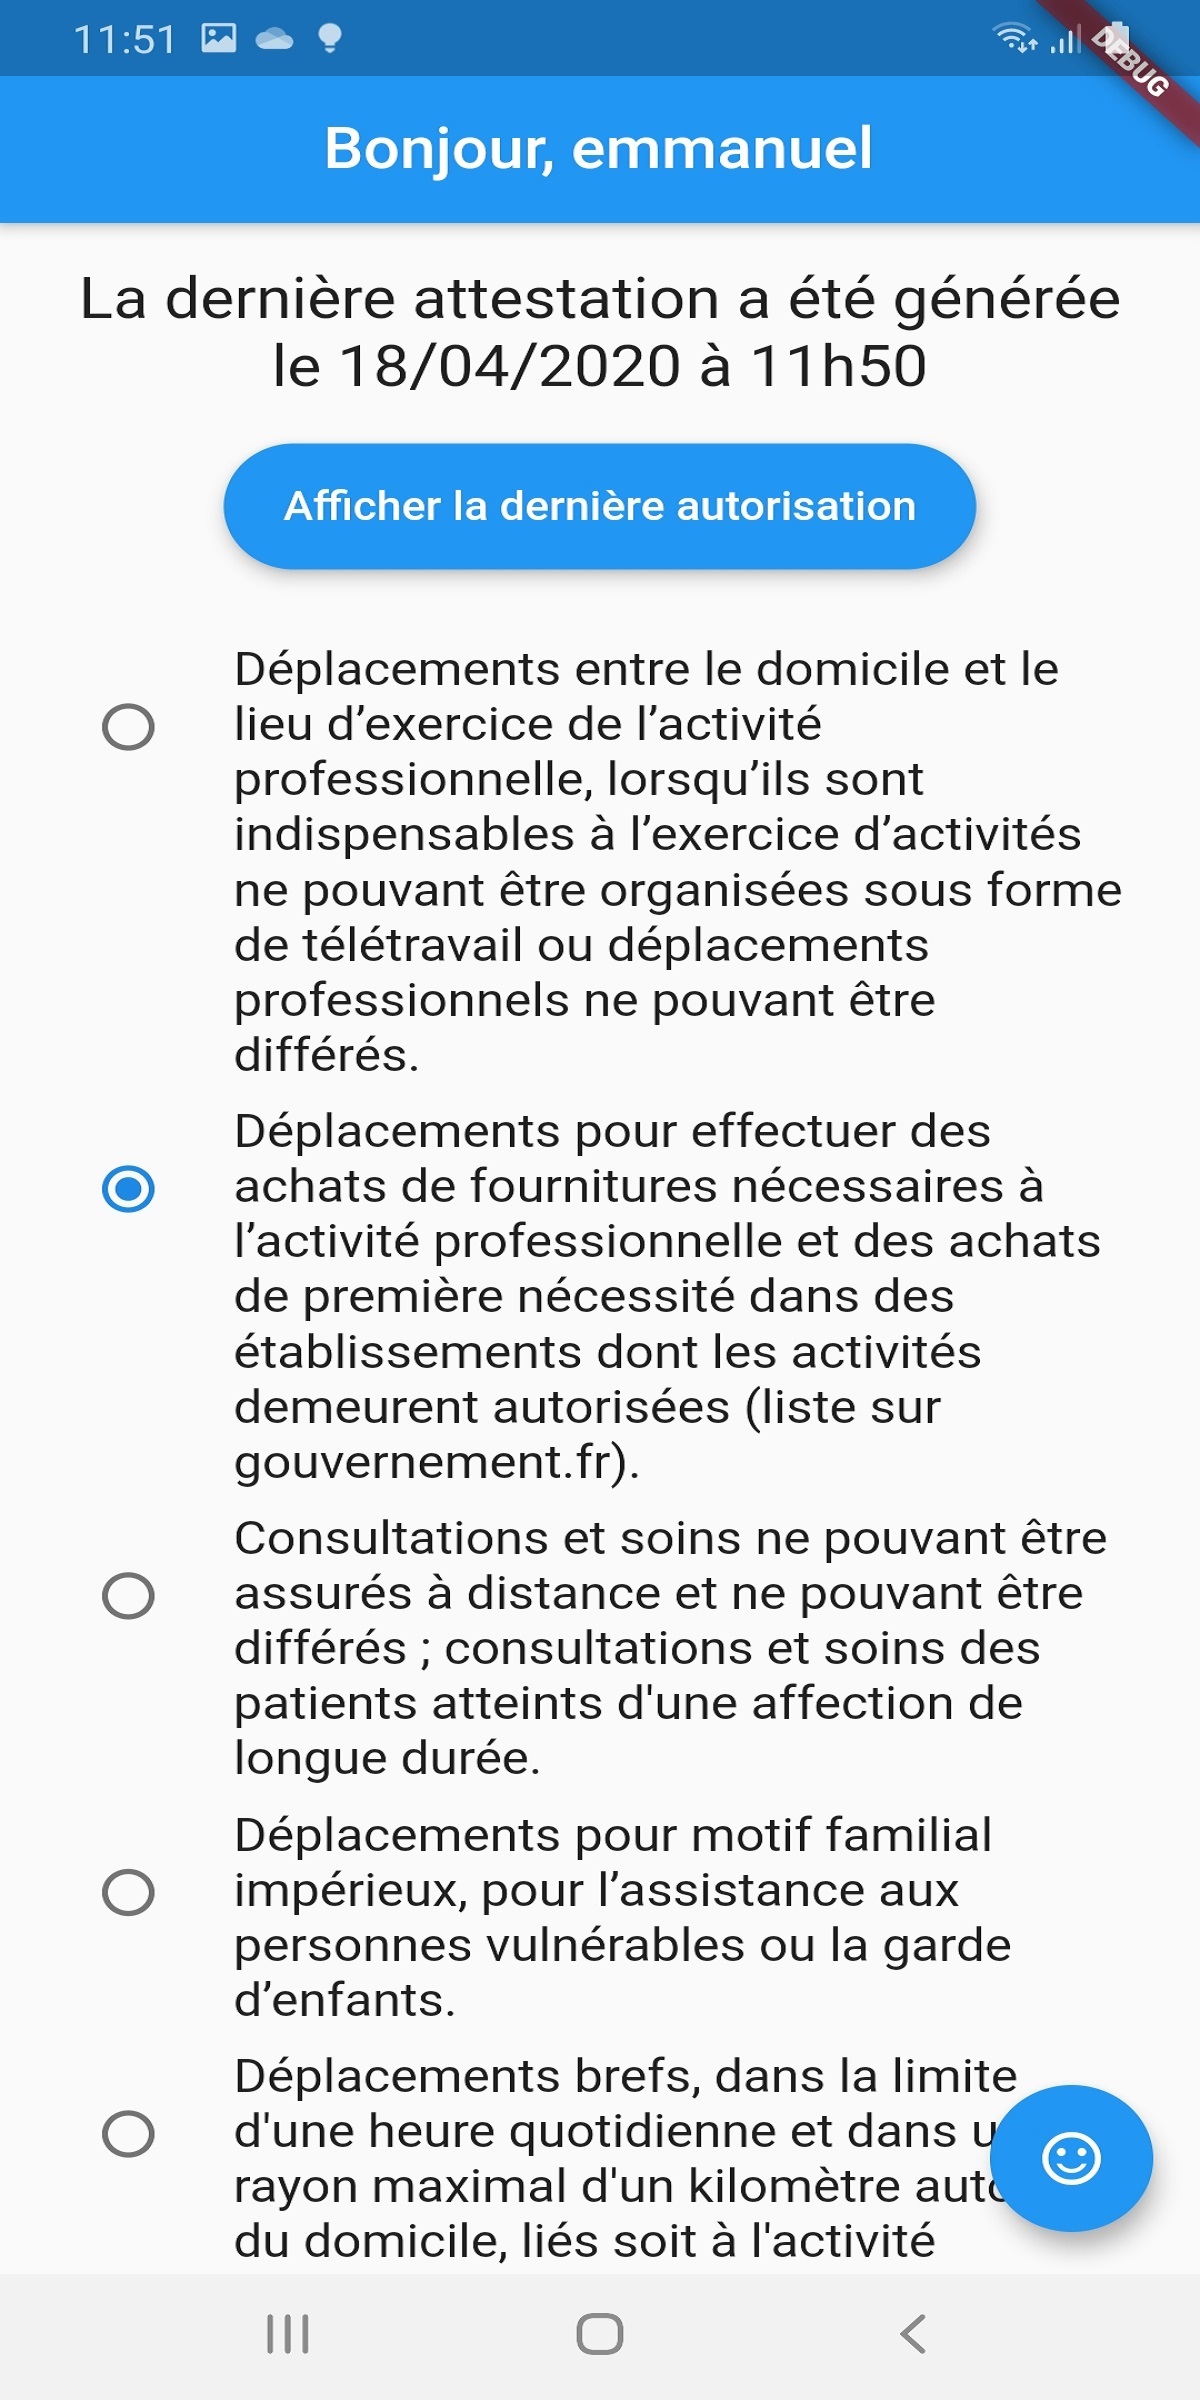 11:51
DEBUG
Bonjour, emmanuel
La dernière attestation a été générée
le 18/04/2020 à 11h50
Afficher la dernière autorisation
Déplacements entre le domicile et le
lieu d’exercice de l’activité
professionnelle, lorsqu’ils sont
indispensables à l’exercice d’activités
ne pouvant être organisées sous forme
de télétravail ou déplacements
professionnels ne pouvant être
différés.
Déplacements pour effectuer des
achats de fournitures nécessaires à
l’activité professionnelle et des achats
de première nécessité dans des
établissements dont les activités
demeurent autorisées (liste sur
gouvernement.fr).
Consultations et soins ne pouvant être
assurés à distance et ne pouvant être
différés ; consultations et soins des
patients atteints d'une affection de
longue durée.
Déplacements pour motif familial
impérieux, pour l’assistance aux
personnes vulnérables ou la garde
d’enfants.
Déplacements brefs, dans la limite
d'une heure quotidienne et dans
rayon maximal d'un kilomètre
du domicile, liés soit à l'activité